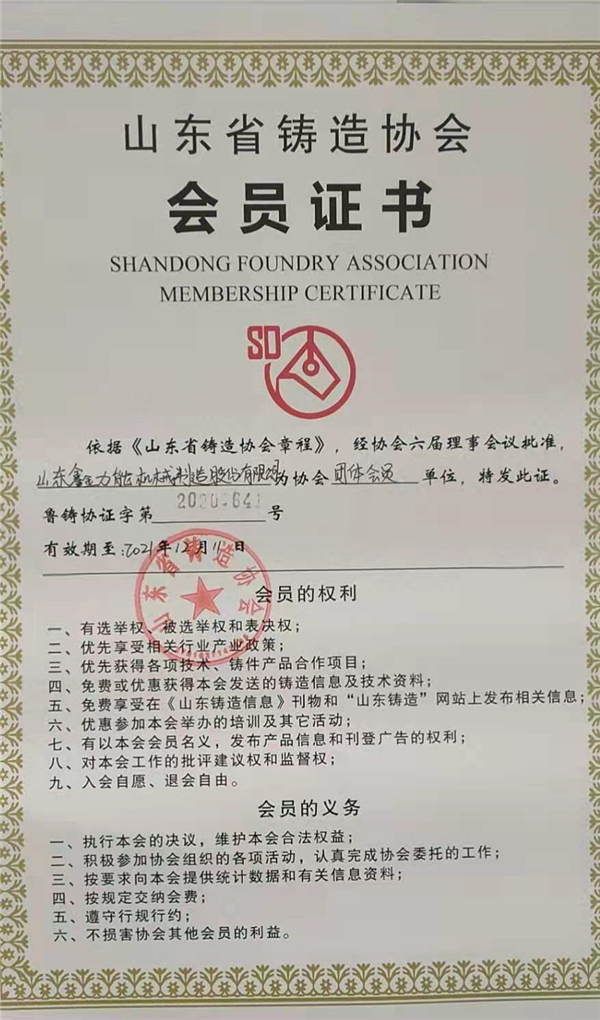 山东省铸造协会
会员证书
SHANDONG FOUNDRY ASSOCIATION
MEMBERSHIP CERTIFICATE
SD
依据《山东省铸造协会章程》，经协会六届理事会议批准，
山东鑫金力能机械制造股份有限 为协会 团体会员 单位，特发此证。
鲁铸协证字第 2020.641 号
有效期至:2021年12月11日
山东省铸造协会
会员的权利
一、有选举权、被选举权和表决权；
二、优先享受相关行业产业政策；
三、优先获得各项技术、铸件产品合作项目；
四、免费或优惠获得本会发送的铸造信息及技术资料；
五、免费享受在《山东铸造信息》刊物和“山东铸造”网站上发布相关信息；
六、优惠参加本会举办的培训及其它活动；
七、有以本会会员名义，发布产品信息和刊登广告的权利；
八、对本会工作的批评建议权和监督权；
九、入会自愿、退会自由。
会员的义务
一、执行本会的决议，维护本会合法权益；
二、积极参加协会组织的各项活动，认真完成协会委托的工作；
三、按要求向本会提供统计数据和有关信息资料；
四、按规定交纳会费；
五、遵守行规行约；
六、不损害协会其他会员的利益。